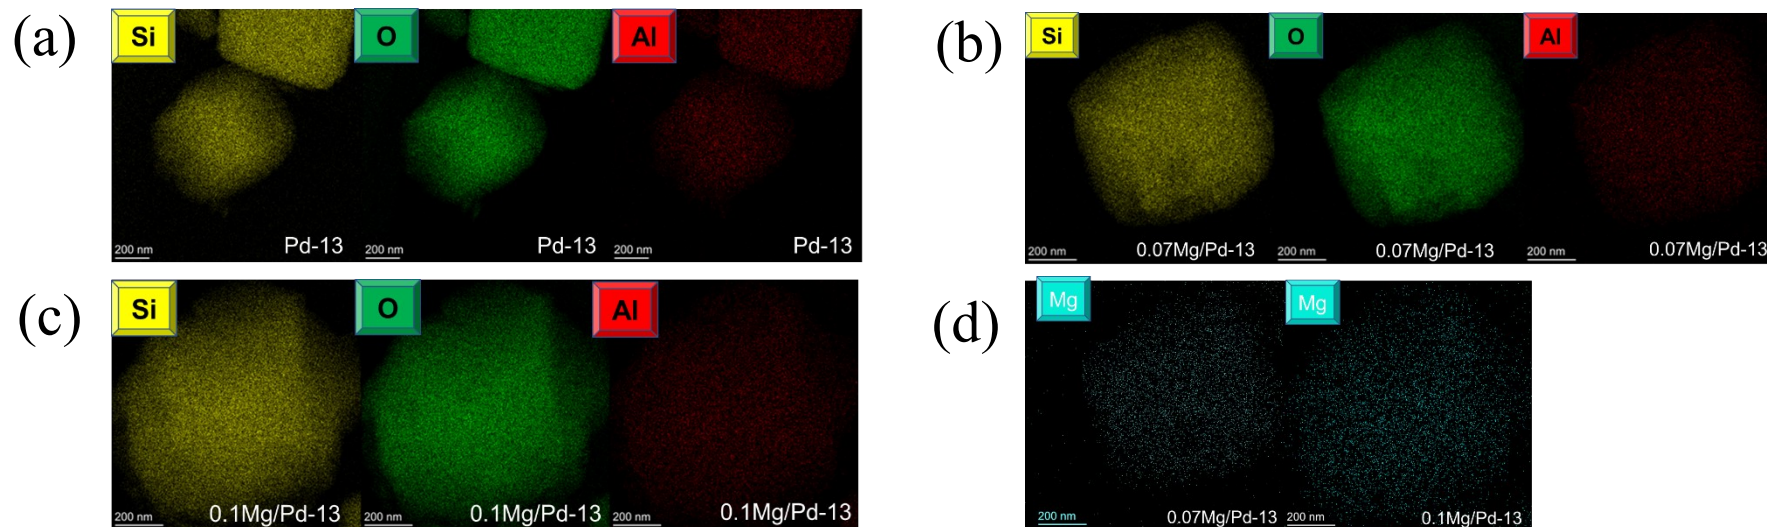 (a)
Si
O
Al
200 nm
Pd-13
200 nm
Pd-13
200 nm
Pd-13
(b)
Si
O
Al
200 nm
0.07Mg/Pd-13
200 nm
0.07Mg/Pd-13
200 nm
0.07Mg/Pd-13
(c)
Si
O
Al
200 nm
0.1Mg/Pd-13
200 nm
0.1Mg/Pd-13
200 nm
0.1Mg/Pd-13
(d)
Mg
Mg
200 nm
0.07Mg/Pd-13
200 nm
0.1Mg/Pd-13